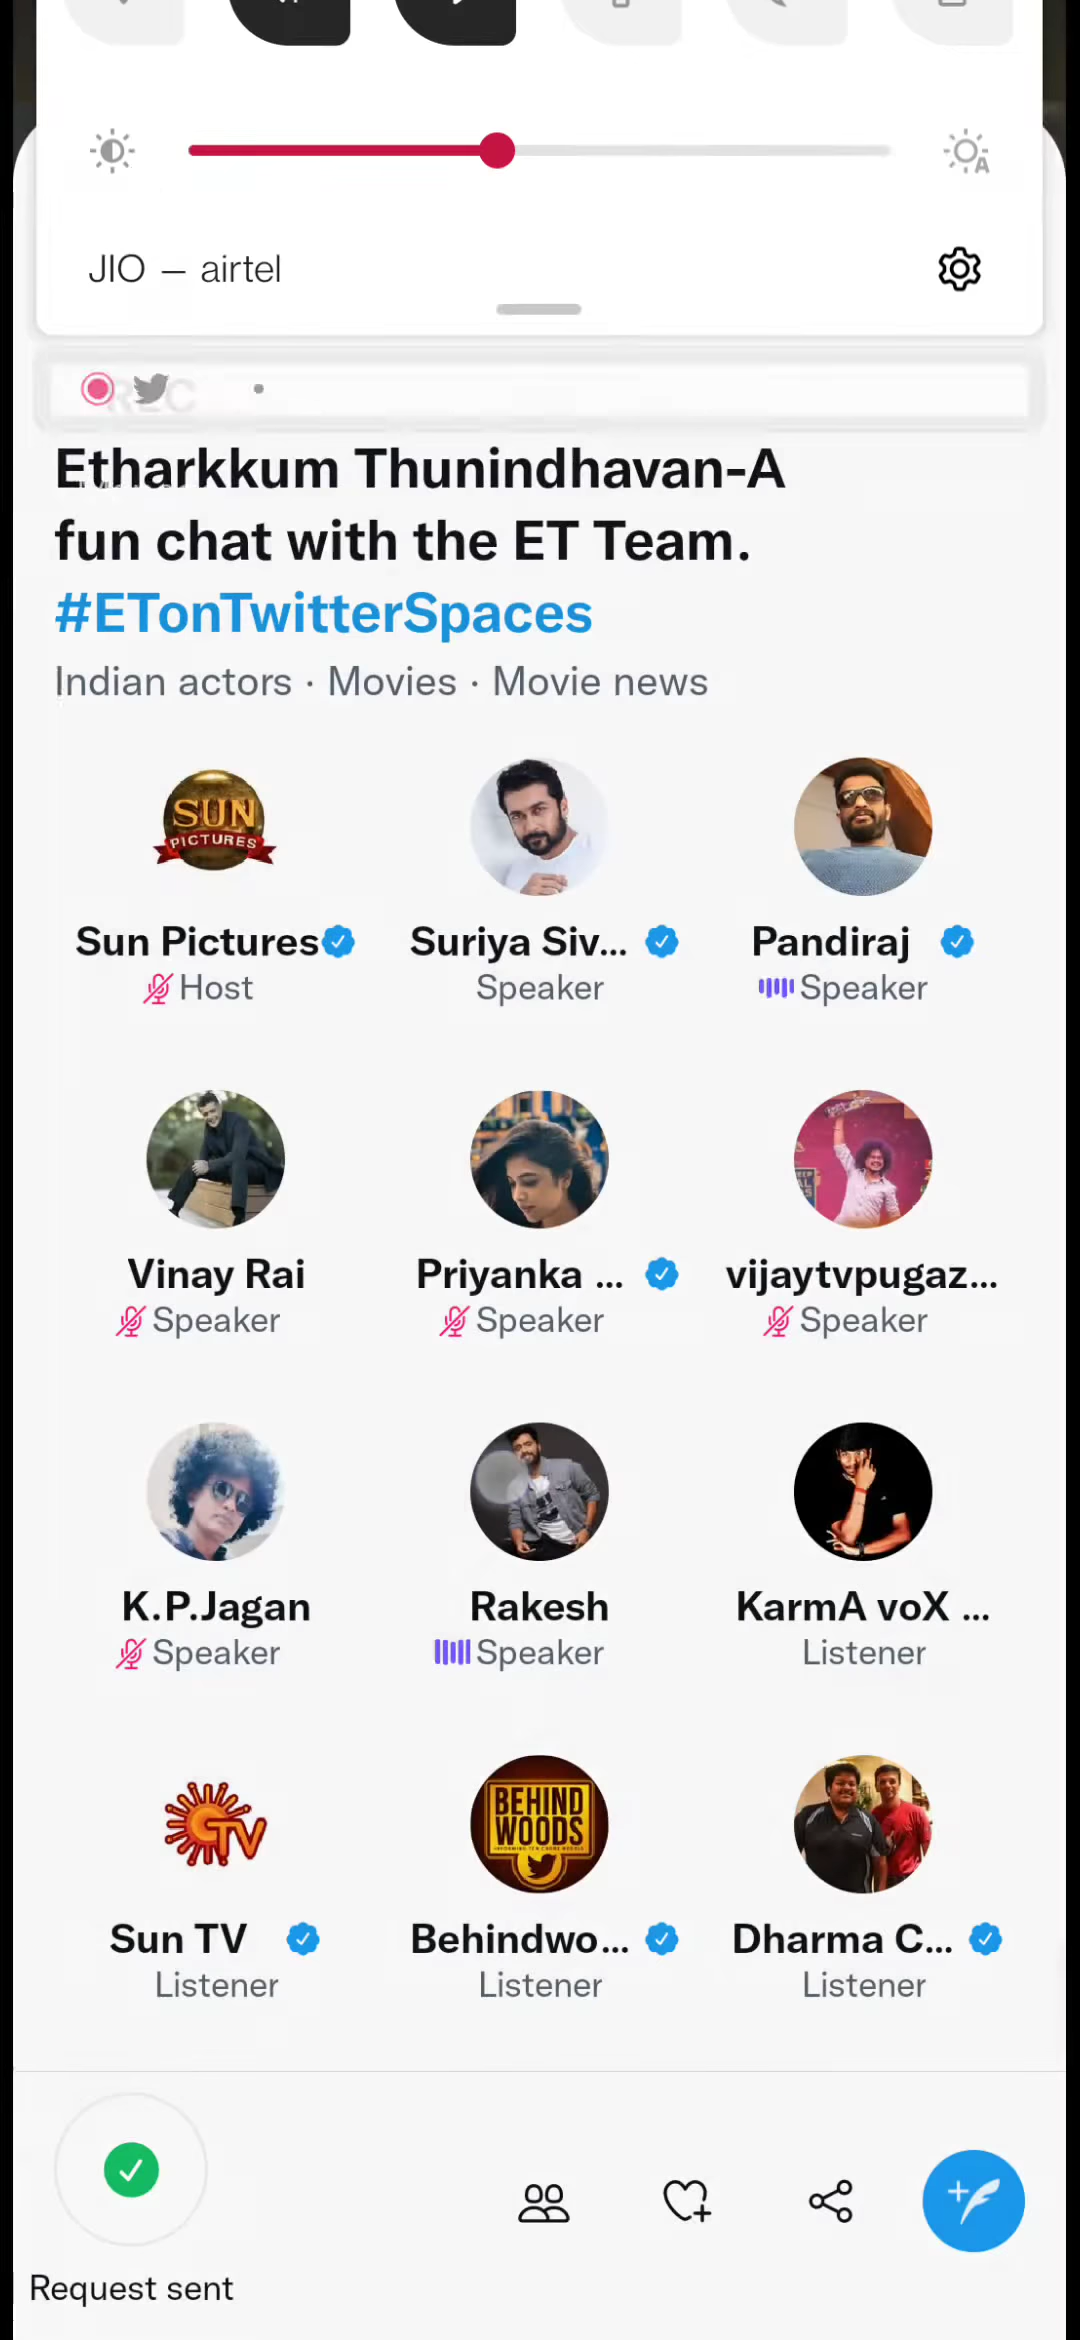 JIO — airtel
REC
Etharkkum Thunindhavan-A
fun chat with the ET Team.
#ETonTwitterSpaces
Indian actors · Movies · Movie news
SUN
PICTURES
Sun Pictures Suriya Siv... Pandiraj
Host Speaker Speaker
Vinay Rai Priyanka ... vijaytvpugaz...
Speaker Speaker Speaker
K.P.Jagan Rakesh KarmA voX ...
Speaker Speaker Listener
TV
BEHIND
WOODS
Sun TV Behindwo... Dharma C...
Listener Listener Listener
Request sent